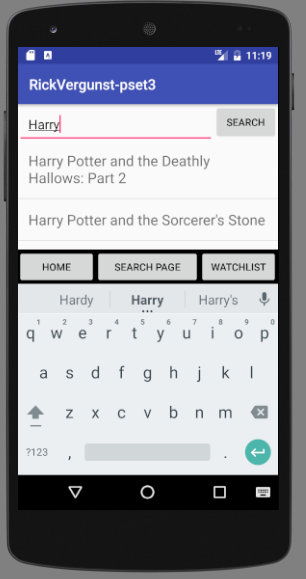 11:19
RickVergunst-pset3
Harry SEARCH
Harry Potter and the Deathly
Hallows: Part 2
Harry Potter and the Sorcerer's Stone
HOME SEARCH PAGE WATCHLIST
Hardy Harry Harry's
1 2 3 4 5 6 7 8 9 0
q w e r t y u i o p
a s d f g h j k l
z x c v b n m
?123 , .